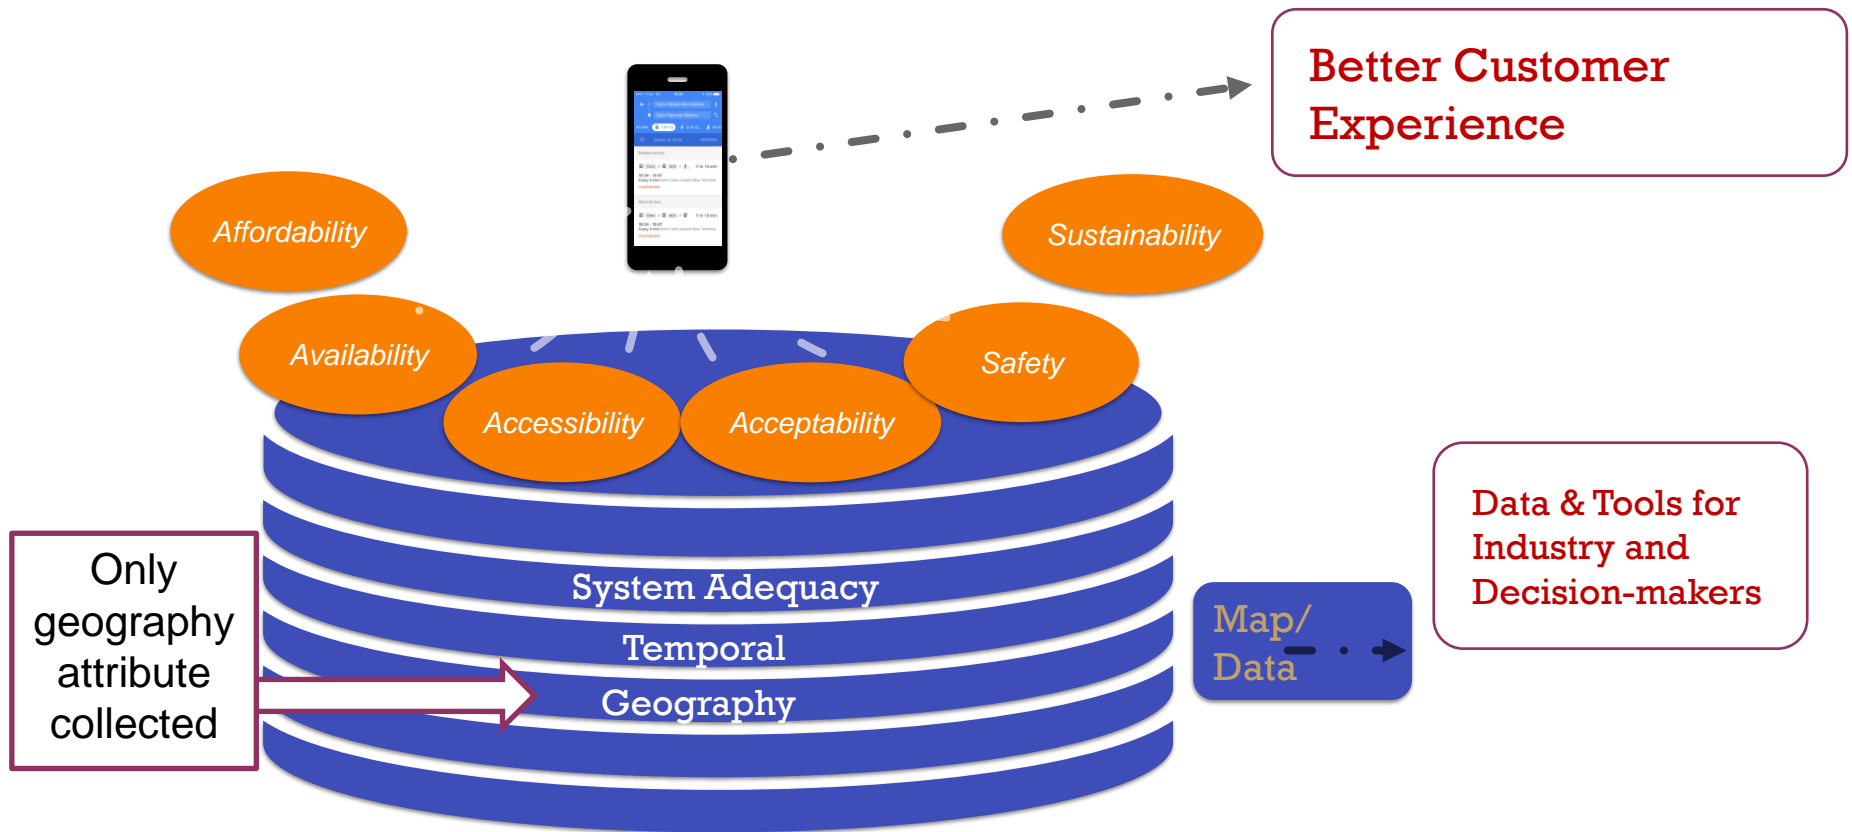 Better Customer
Experience
Affordability
Sustainability
Availability
Safety
Accessibility
Acceptability
Data & Tools for
Industry and
Decision-makers
Only
geography
attribute
collected
System Adequacy
Temporal
Geography
Map/
Data